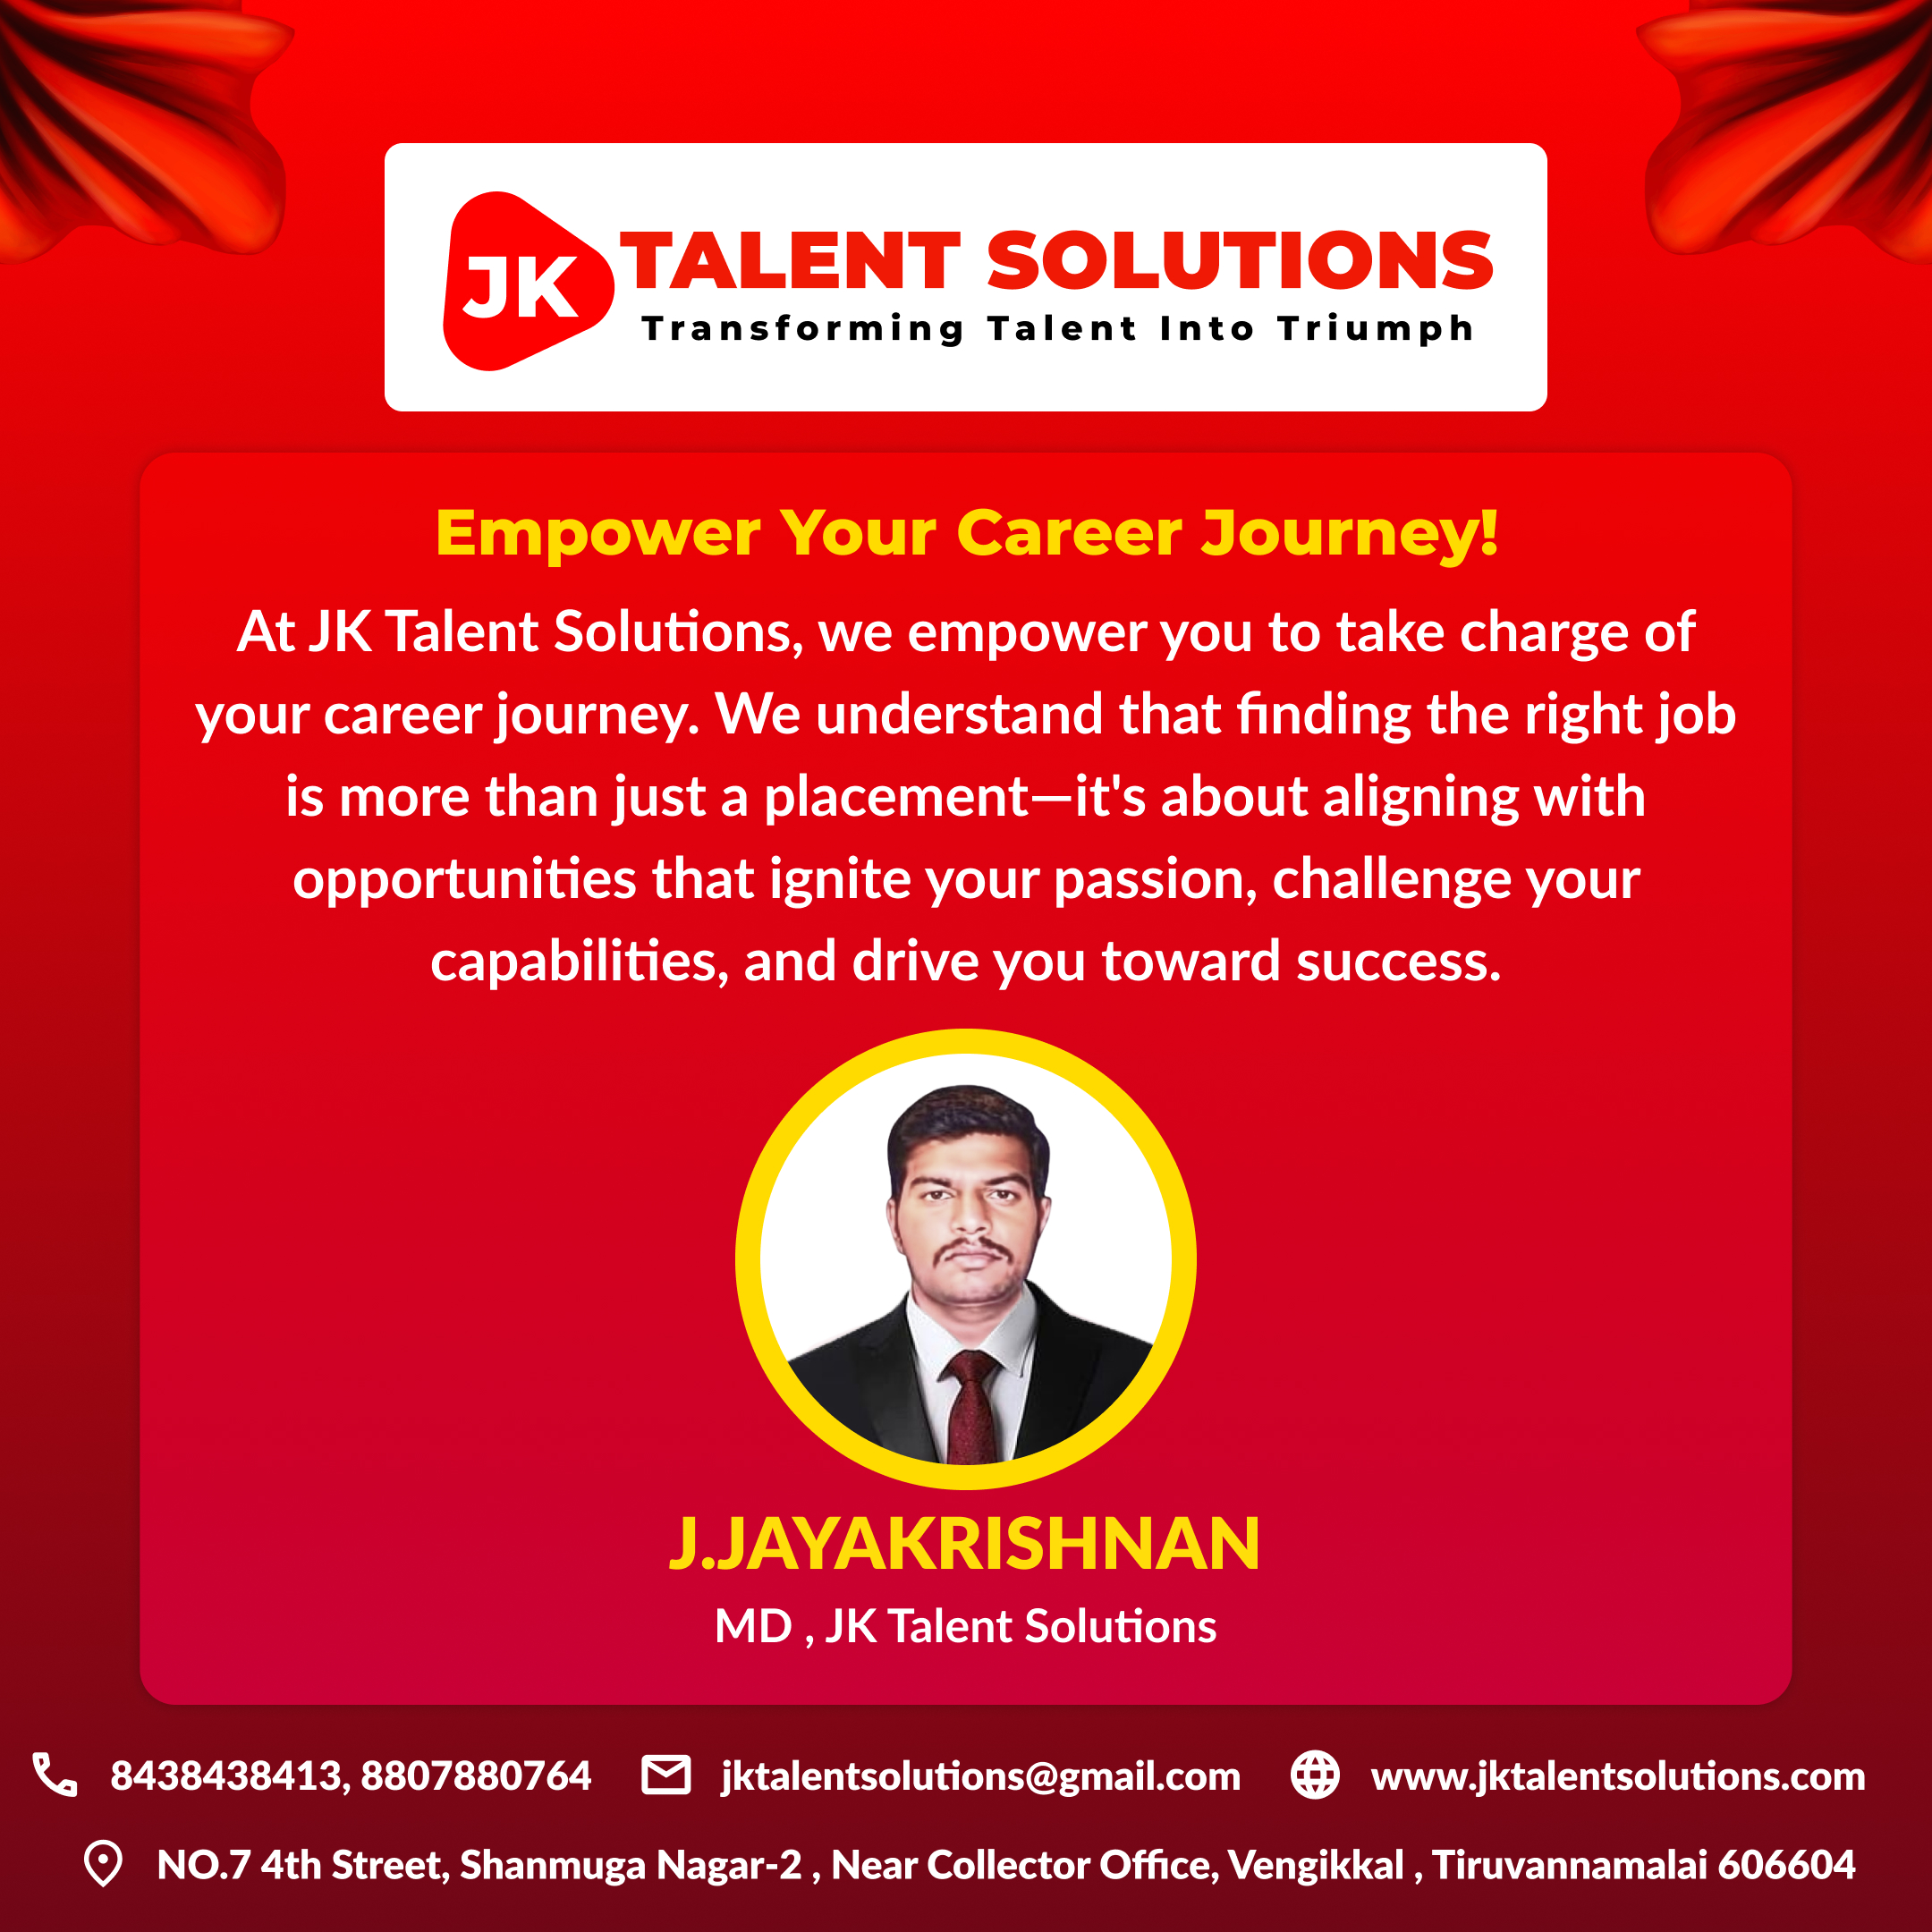 JK
TALENT SOLUTIONS
Transforming Talent Into Triumph
Empower Your Career Journey!
At JK Talent Solutions, we empower you to take charge of
your career journey. We understand that finding the right job
is more than just a placement—it's about aligning with
opportunities that ignite your passion, challenge your
capabilities, and drive you toward success.
J.JAYAKRISHNAN
MD , JK Talent Solutions
8438438413, 8807880764 jktalentsolutions@gmail.com www.jktalentsolutions.com
NO.7 4th Street, Shanmuga Nagar-2 , Near Collector Office, Vengikkal , Tiruvannamalai 606604